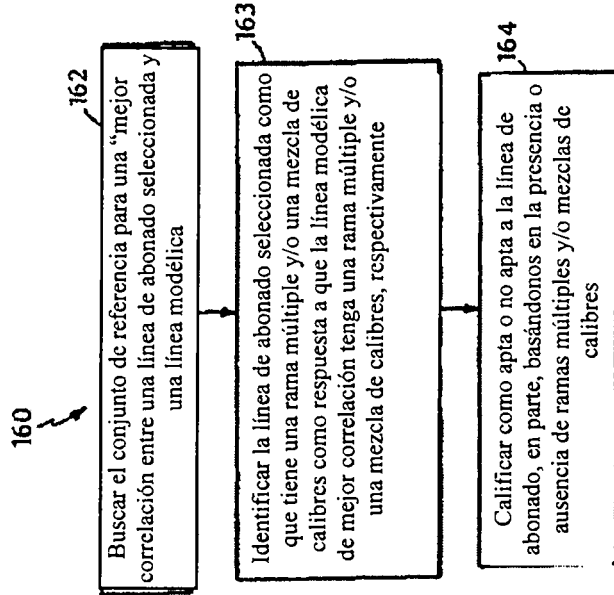 160
162
Buscar el conjunto de referencia para una “mejor
correlación entre una línea de abonado seleccionada y
una línea modélica
163
Identificar la línea de abonado seleccionada como
que tiene una rama múltiple y/o una mezcla de
calibres como respuesta a que la línea modélica
de mejor correlación tenga una rama múltiple y/o
una mezcla de calibres, respectivamente
164
Calificar como apta o no apta a la línea de
abonado, en parte, basándonos en la presencia o
ausencia de ramas múltiples y/o mezclas de
calibres